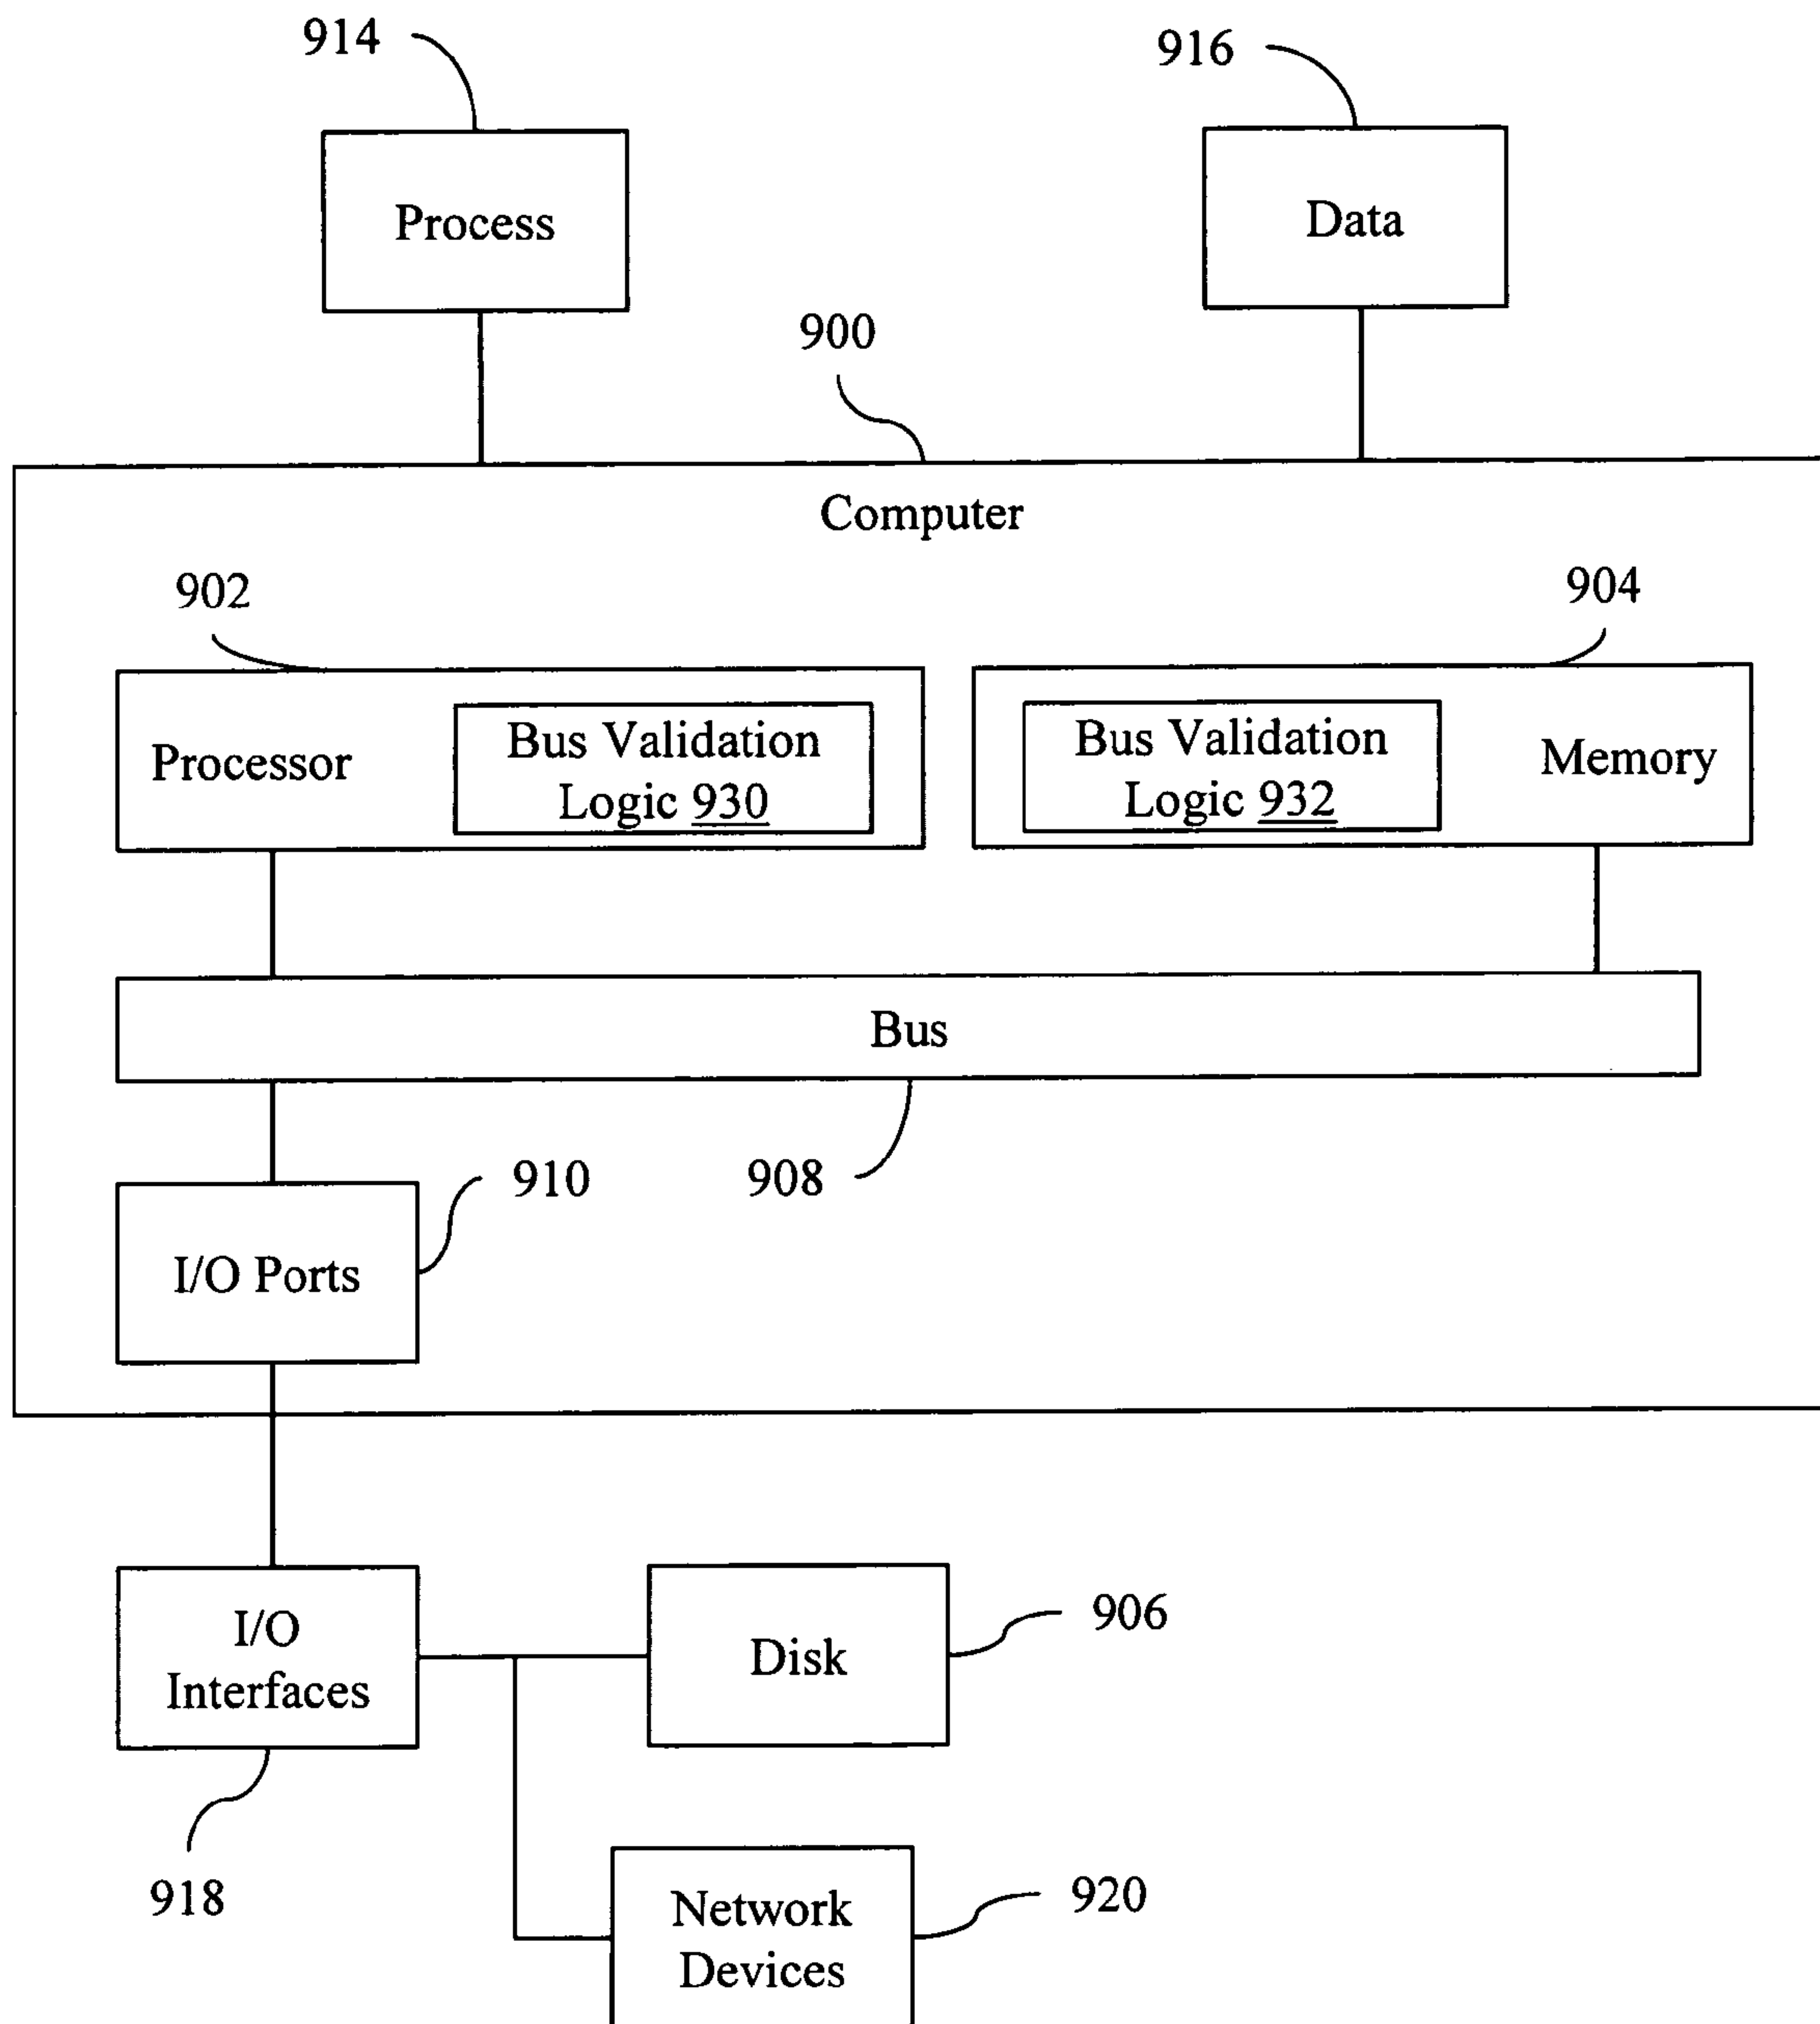 914
916
Process
Data
900
Computer
902
904
Processor
Bus Validation
Logic 930
Bus Validation
Logic 932
Memory
Bus
910
908
I/O Ports
I/O
Interfaces
Disk
906
918
Network
Devices
920